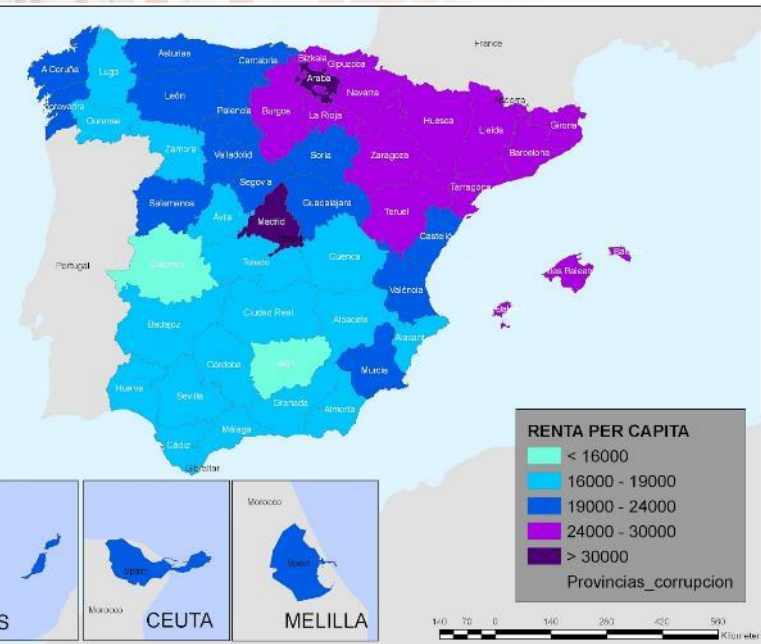 France
Asturias
Cantabria
Bizkaia
Gipuzcoa
A Coruña
Lugo
Araba
Navarra
Andorra
León
Palencia
Burgos
La Rioja
Huesca
Lleida
Girona
Ourense
Zamora
Valladolid
Soria
Zaragoza
Barcelona
Segovia
Tarragona
Salamanca
Ávila
Madrid
Guadalajara
Teruel
Castelló
Portugal
Cáceres
Toledo
Cuenca
València
Illes Balears
Badajoz
Ciudad Real
Albacete
Alacant
Córdoba
Jaén
Murcia
Huelva
Sevilla
Granada
Almería
Málaga
Cádiz
Gibraltar
RENTA PER CAPITA
< 16000
16000 - 19000
19000 - 24000
24000 - 30000
> 30000
Provincias_corrupcion
S
Morocco
Spain
Morocco
CEUTA
Spain
MELILLA
140 70 0 140 280 420 560
Kilometers